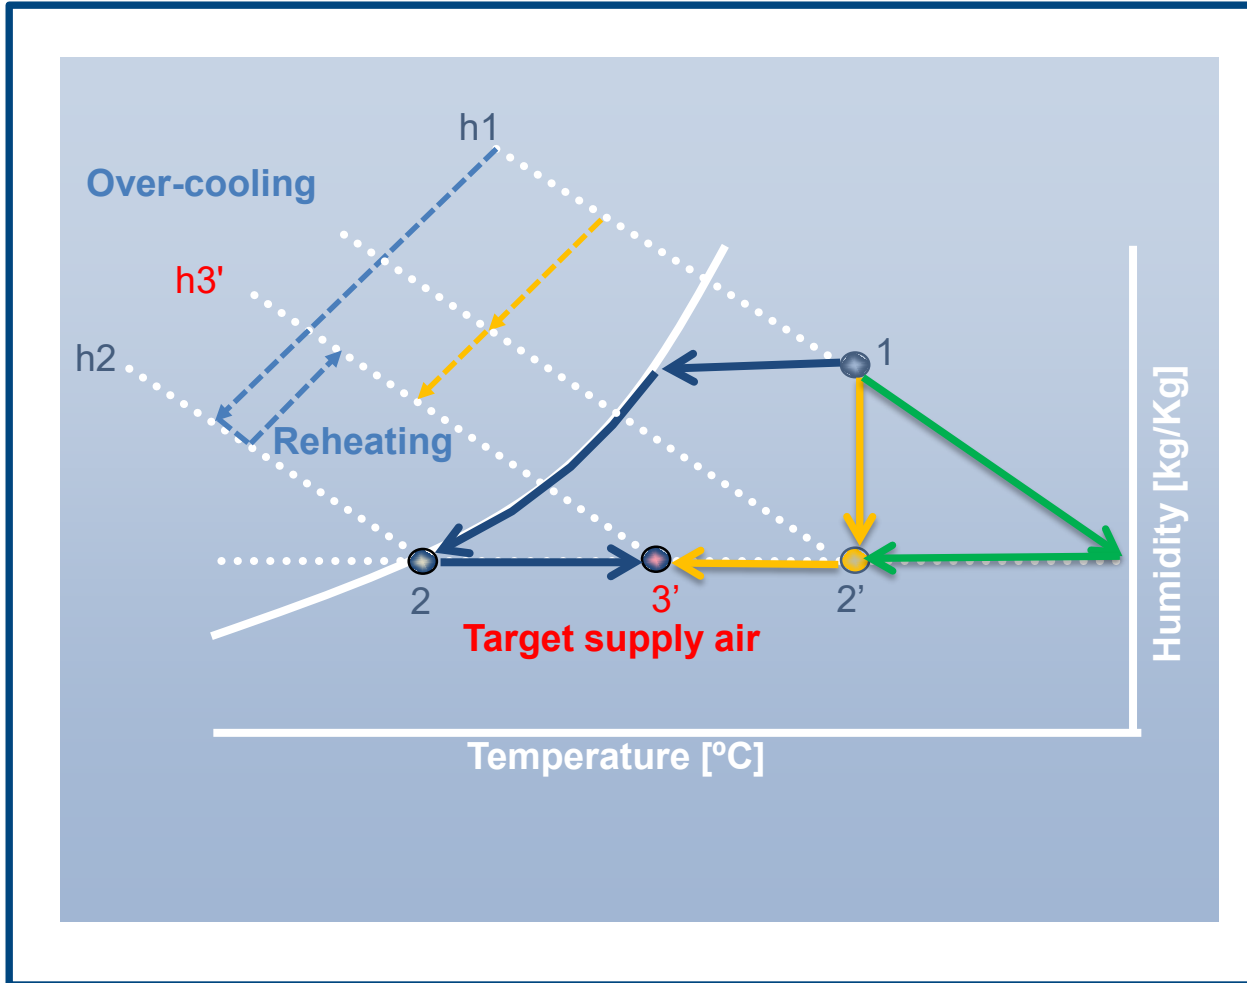 h1
Over-cooling
h3'
h2
1
Reheating
2
3’
2’
Target supply air
Temperature [ºC]
Humidity [kg/Kg]